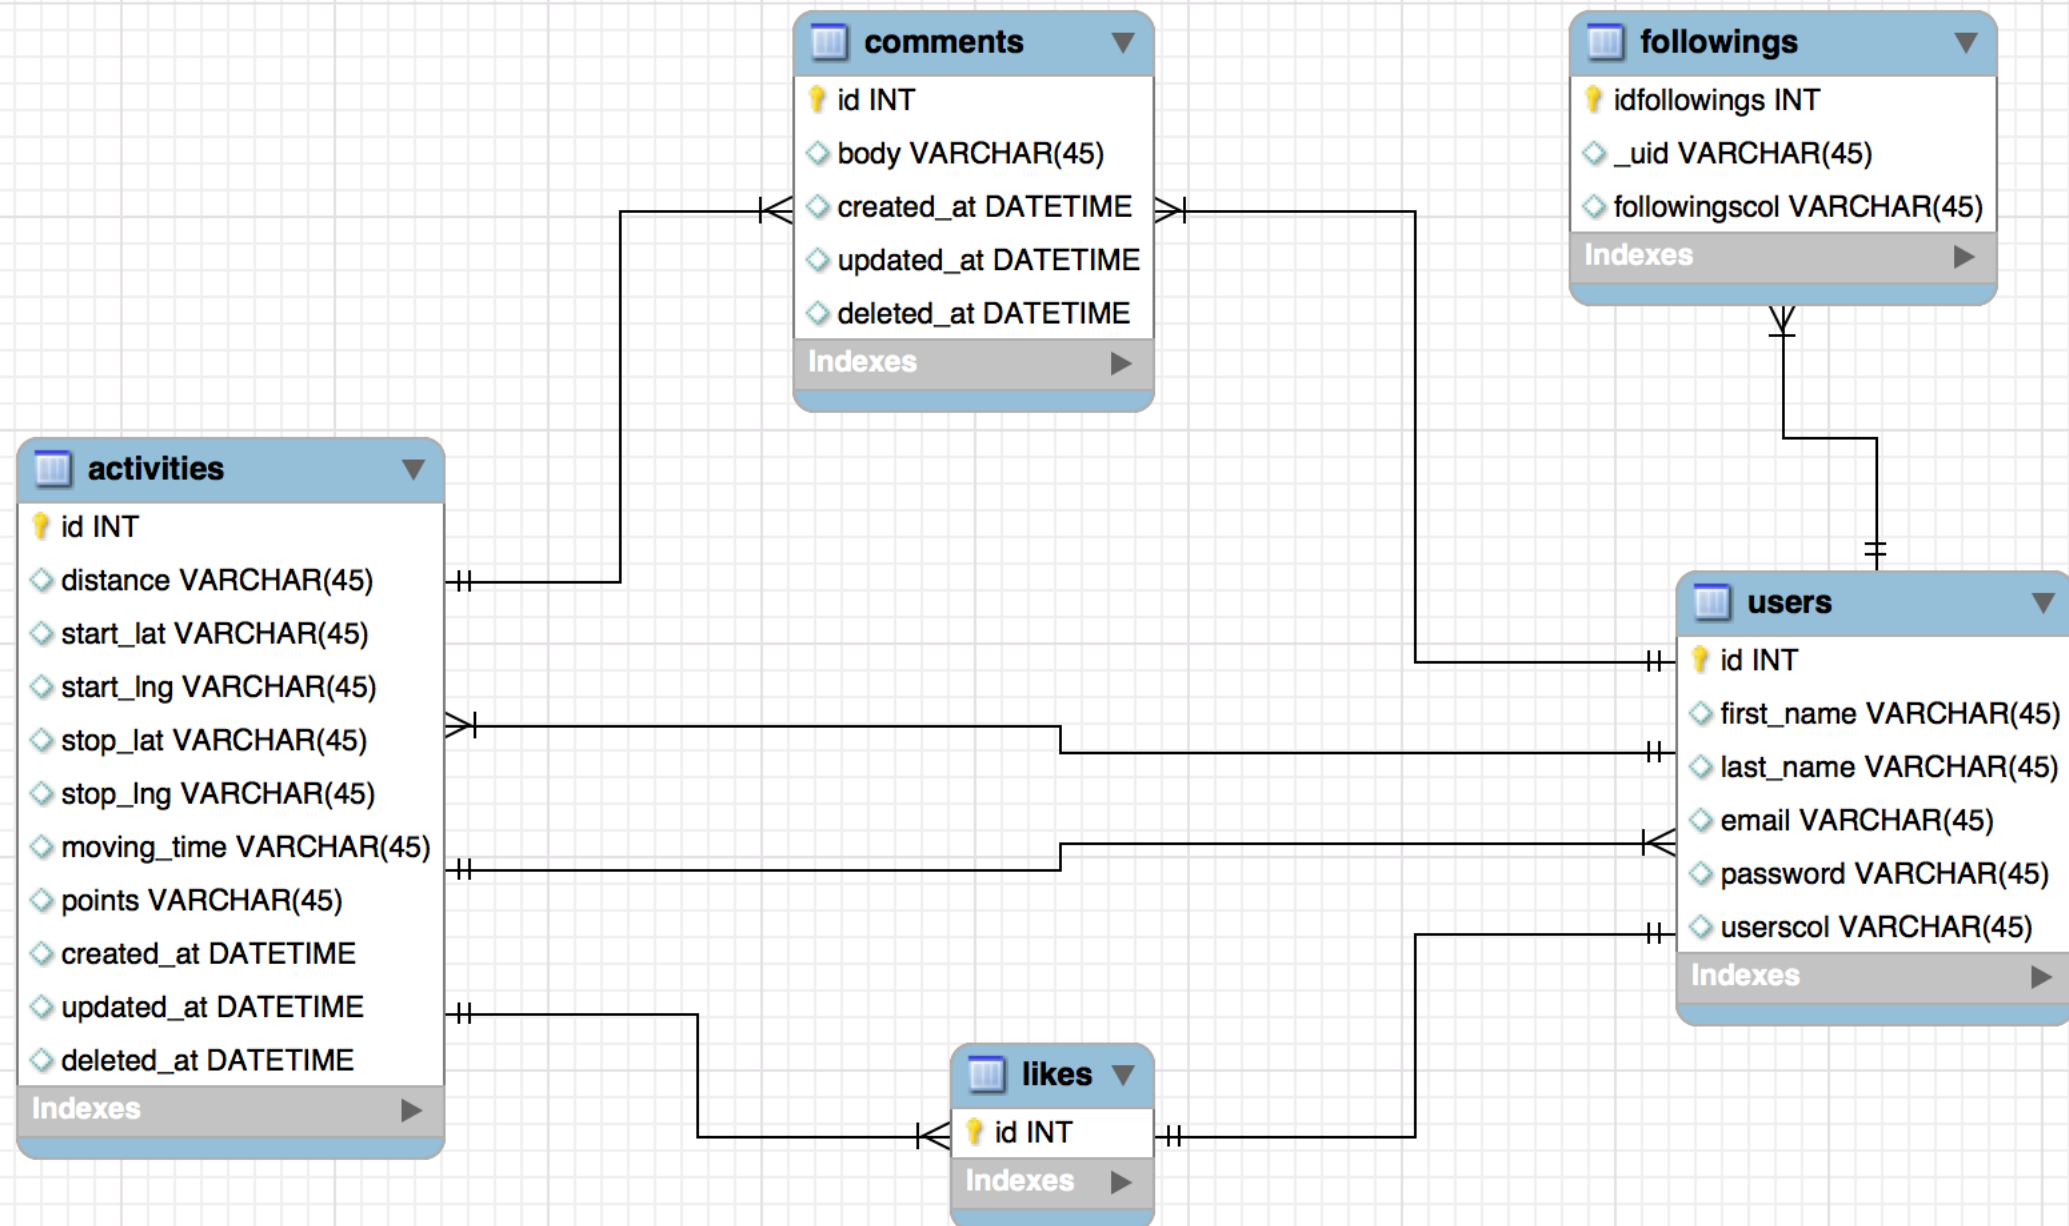 comments
id INT
body VARCHAR(45)
created_at DATETIME
updated_at DATETIME
deleted_at DATETIME
Indexes
followings
idfollowings INT
_uid VARCHAR(45)
followingscol VARCHAR(45)
Indexes
activities
id INT
distance VARCHAR(45)
start_lat VARCHAR(45)
start_lng VARCHAR(45)
stop_lat VARCHAR(45)
stop_lng VARCHAR(45)
moving_time VARCHAR(45)
points VARCHAR(45)
created_at DATETIME
updated_at DATETIME
deleted_at DATETIME
Indexes
users
id INT
first_name VARCHAR(45)
last_name VARCHAR(45)
email VARCHAR(45)
password VARCHAR(45)
userscol VARCHAR(45)
Indexes
likes
id INT
Indexes